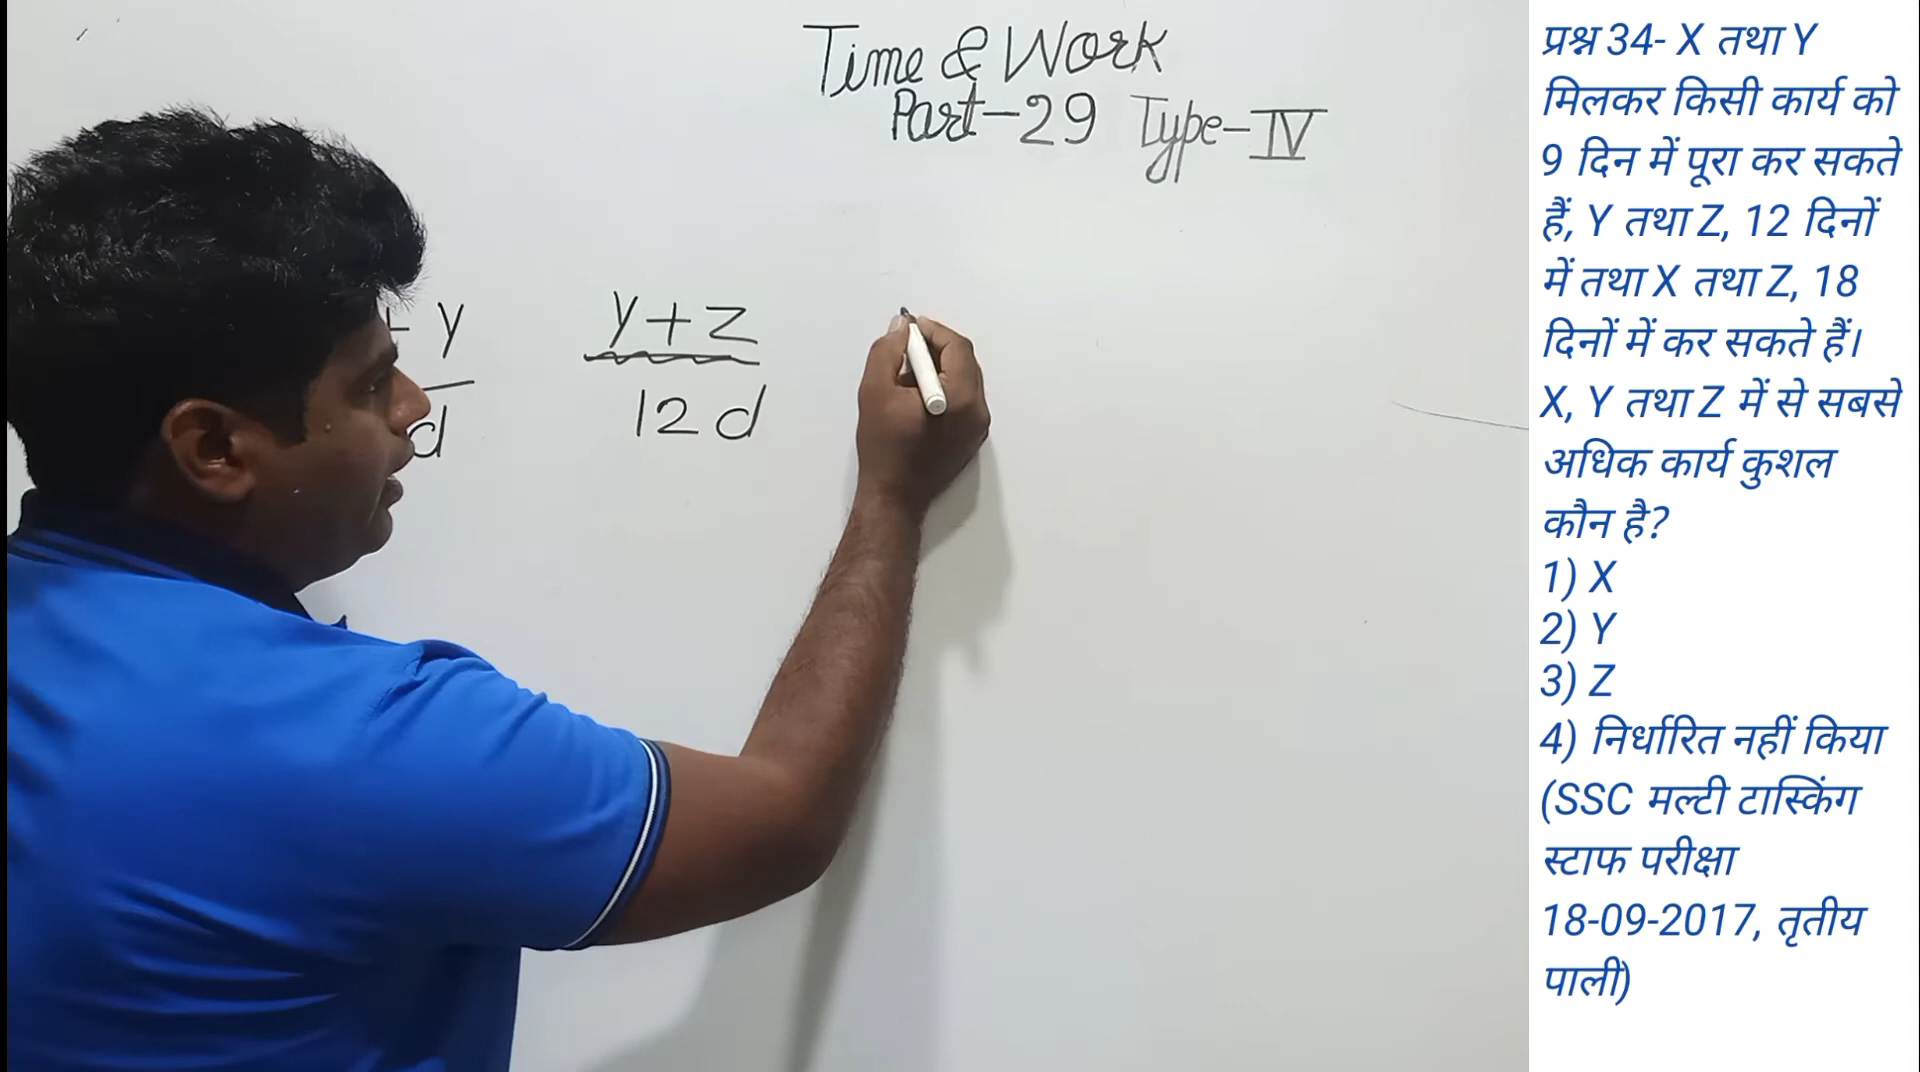 Time & Work
Part-29 Type-IV
Y Y+Z
d 12 d
प्रश्न 34- X तथा Y
मिलकर किसी कार्य को
9 दिन में पूरा कर सकते
हैं, Y तथा Z, 12 दिनों
में तथा X तथा Z, 18
दिनों में कर सकते हैं।
X, Y तथा Z में से सबसे
अधिक कार्य कुशल
कौन है?
1) X
2) Y
3) Z
4) निर्धारित नहीं किया
(SSC मल्टी टास्किंग
स्टाफ परीक्षा
18-09-2017, तृतीय
पाली)